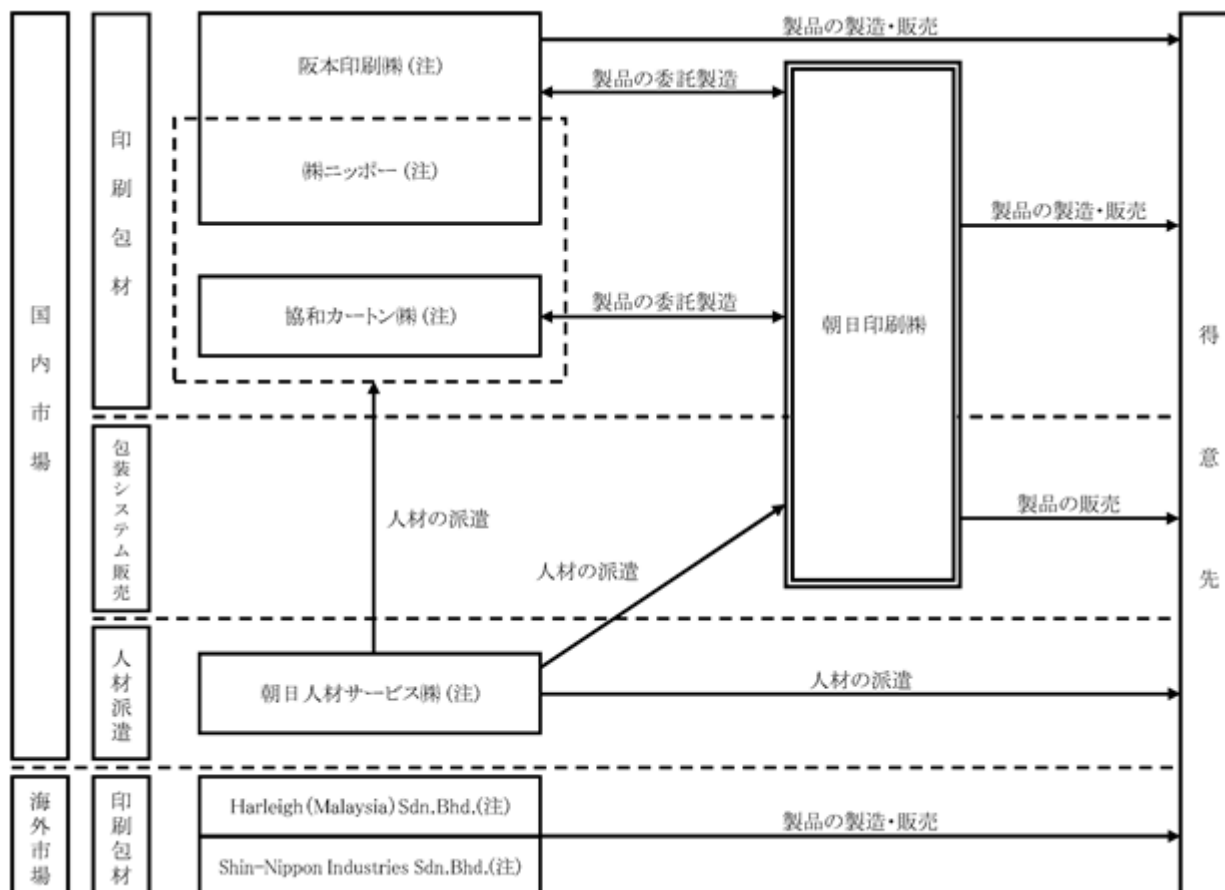 国内市場
印刷包材
阪本印刷㈱(注)
㈱ニッポー(注)
協和カートン㈱(注)
製品の製造・販売
製品の委託製造
製品の委託製造
朝日印刷㈱
製品の製造・販売
得意先
包装システム販売
人材の派遣
人材の派遣
製品の販売
人材派遣
朝日人材サービス㈱(注)
人材の派遣
海外市場
印刷包材
Harleigh(Malaysia)Sdn.Bhd.(注)
Shin-Nippon Industries Sdn.Bhd.(注)
製品の製造・販売